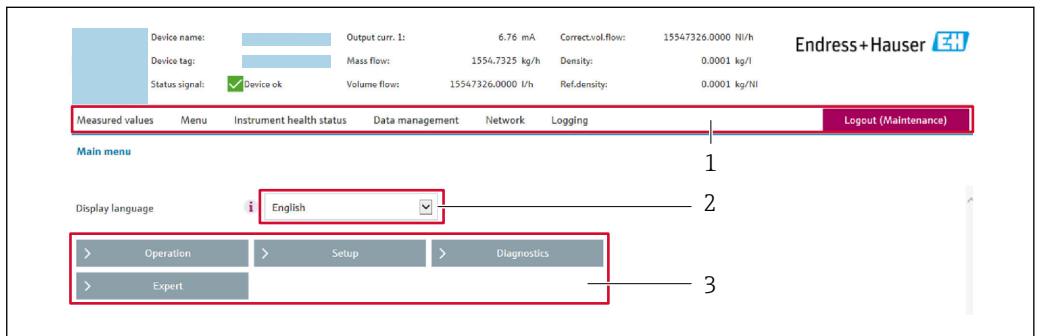 Device name: Output curr. 1: 6.76 mA Correct.vol.flow: 15547326.0000 Nl/h
Endress+Hauser EH
Device tag: Mass flow: 1554.7325 kg/h Density: 0.0001 kg/l
Status signal: Device ok Volume flow: 15547326.0000 l/h Ref.density: 0.0001 kg/Nl
Measured values Menu Instrument health status Data management Network Logging Logout (Maintenance)
Main menu
1
Display language i English 2
> Operation > Setup > Diagnostics
> Expert 3